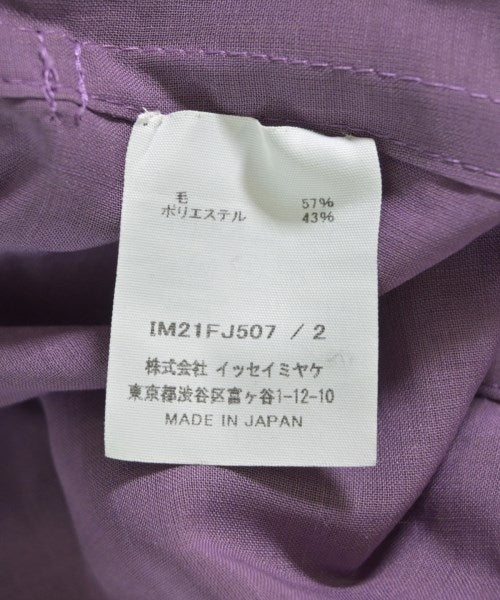 毛 57%
ポリエステル 43%
IM21FJ507 / 2
株式会社 イッセイミヤケ
東京都渋谷区富ヶ谷1-12-10
MADE IN JAPAN